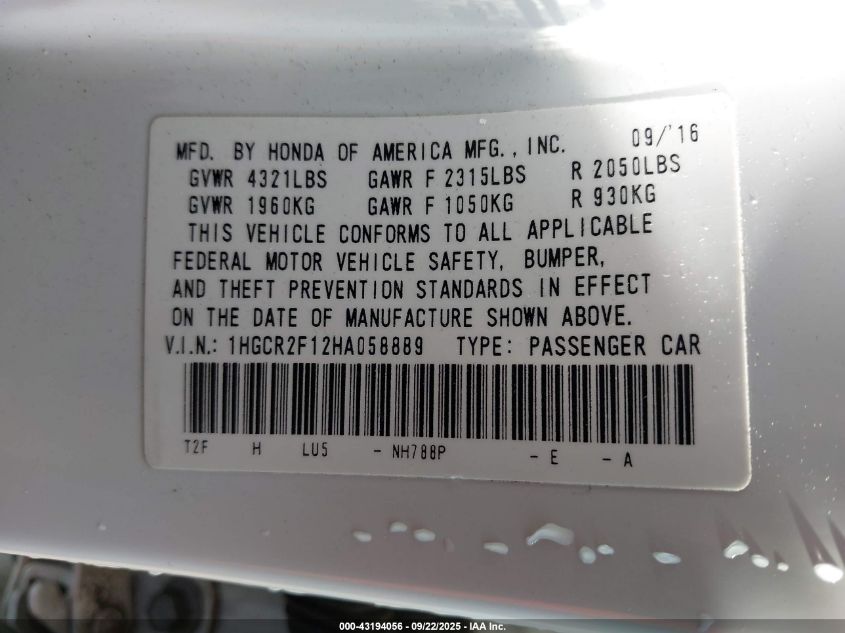 MFD. BY HONDA OF AMERICA MFG., INC. 09/'16
GVWR 4321LBS GAWR F 2315LBS R 2050LBS
GVWR 1960KG GAWR F 1050KG R 930KG
THIS VEHICLE CONFORMS TO ALL APPLICABLE
FEDERAL MOTOR VEHICLE SAFETY, BUMPER,
AND THEFT PREVENTION STANDARDS IN EFFECT
ON THE DATE OF MANUFACTURE SHOWN ABOVE.
V.I.N.: 1HGCR2F12HA058889 TYPE: PASSENGER CAR
T2F H LU5 - NH788P - E - A
000-43194056 - 09/22/2025 - IAA Inc.